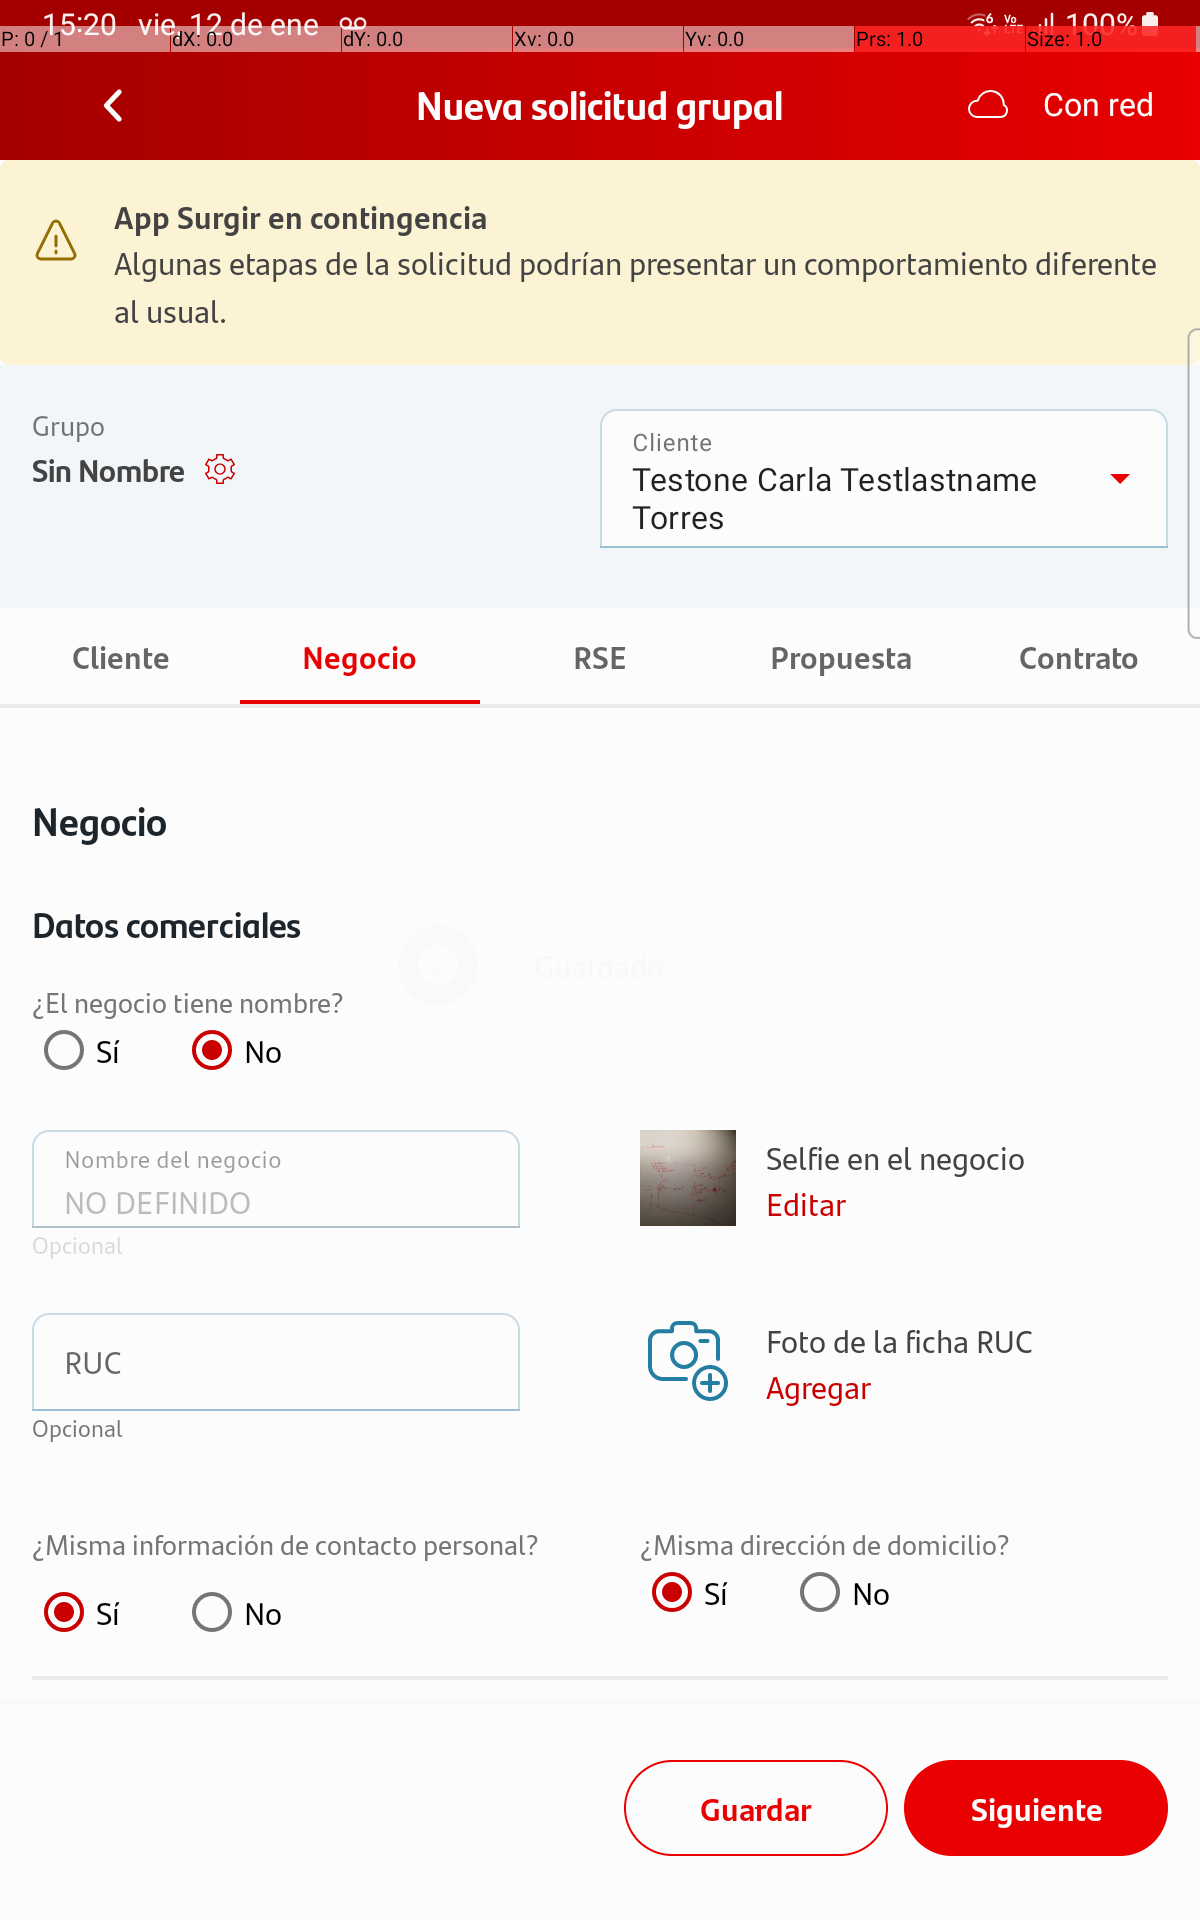 15:20 vie, 12 de ene
100%
P: 0 / 1 dX: 0.0 dY: 0.0 Xv: 0.0 Yv: 0.0 Prs: 1.0 Size: 1.0
Nueva solicitud grupal
Con red
App Surgir en contingencia
Algunas etapas de la solicitud podrían presentar un comportamiento diferente
al usual.
Grupo
Sin Nombre
Cliente
Testone Carla Testlastname
Torres
Cliente Negocio RSE Propuesta Contrato
Negocio
Datos comerciales
Guardado
¿El negocio tiene nombre?
Sí No
Nombre del negocio
NO DEFINIDO
Opcional
Selfie en el negocio
Editar
RUC
Opcional
Foto de la ficha RUC
Agregar
¿Misma información de contacto personal?
Sí No
¿Misma dirección de domicilio?
Sí No
Guardar Siguiente